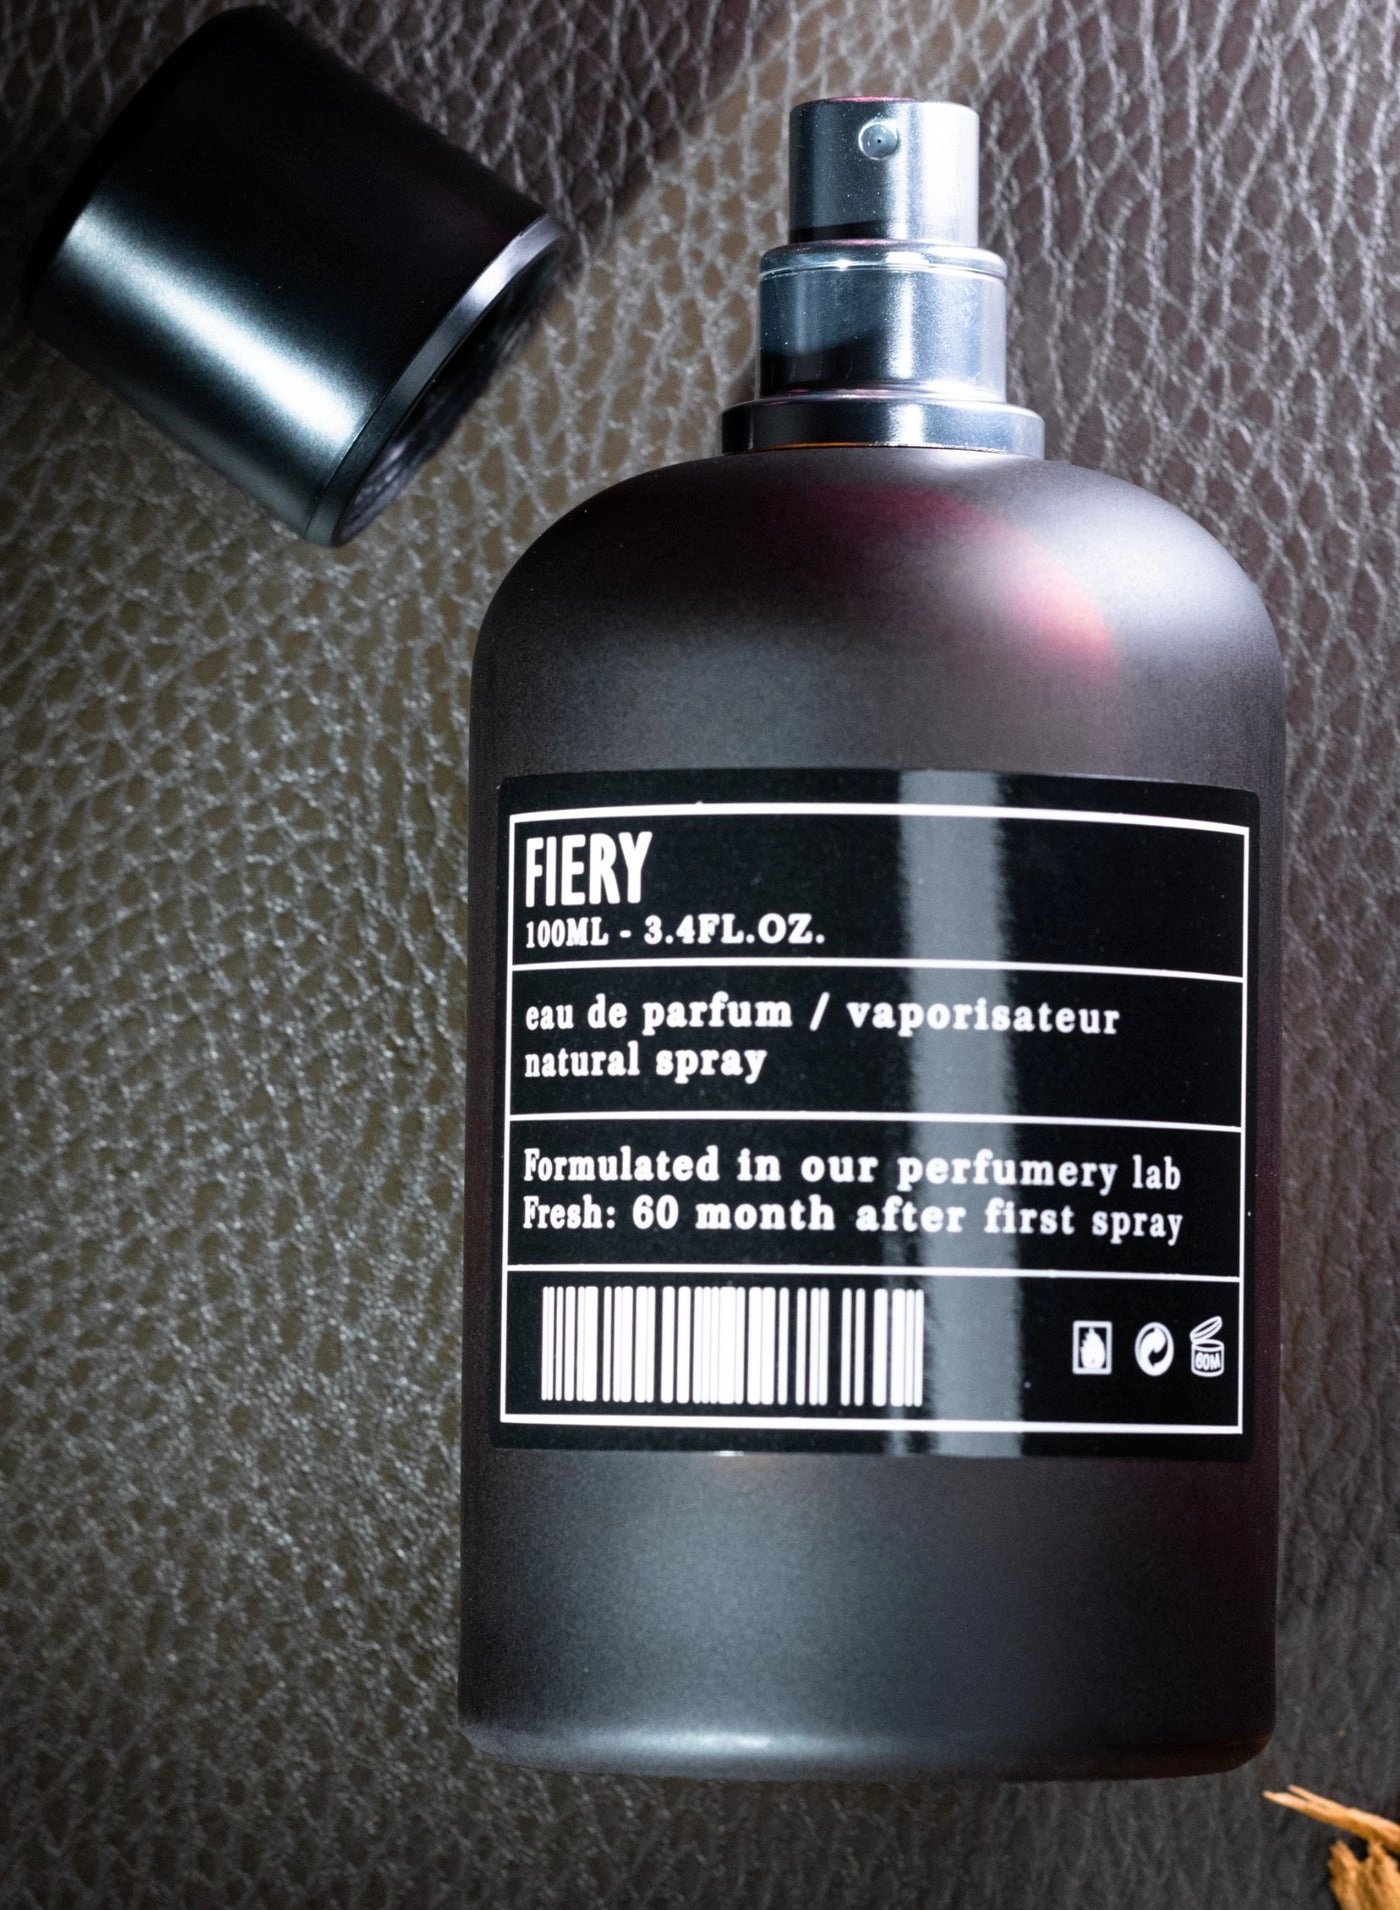 FIERY
100ML - 3.4FL.OZ.
eau de parfum / vaporisateur
natural spray
Formulated in our perfumery lab
Fresh: 60 month after first spray
60M